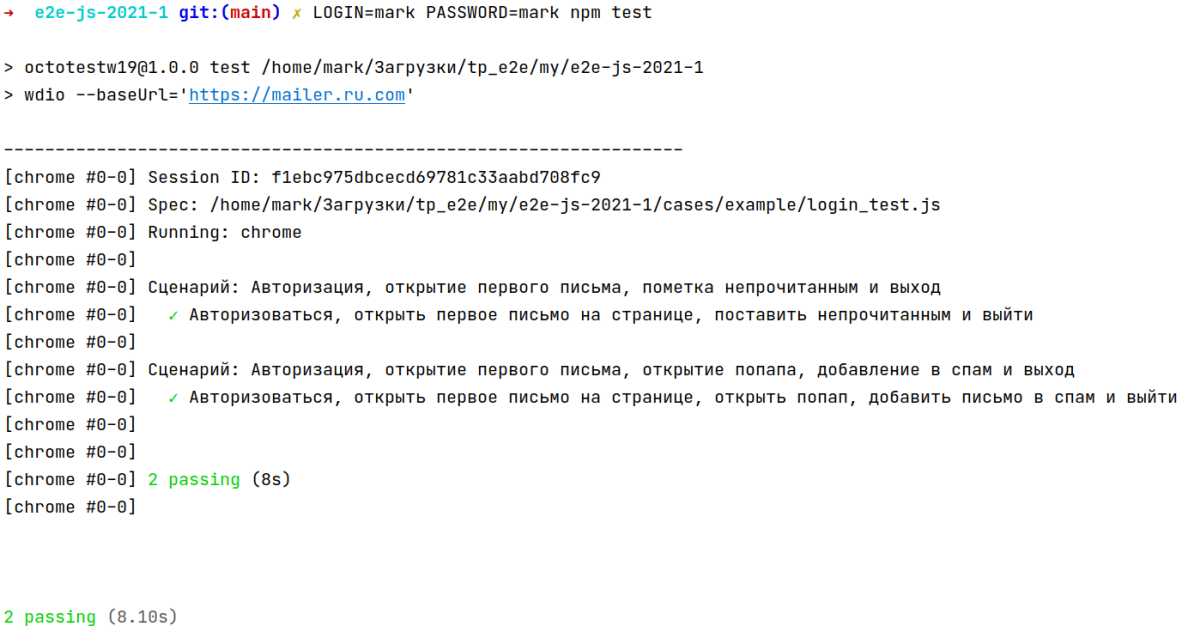 → e2e-js-2021-1 git:(main) ✗ LOGIN=mark PASSWORD=mark npm test
> octotestw19@1.0.0 test /home/mark/Загрузки/tp_e2e/my/e2e-js-2021-1
> wdio --baseUrl='https://mailer.ru.com'
------------------------------------------------------------------
[chrome #0-0] Session ID: f1ebc975dbcecd69781c33aabd708fc9
[chrome #0-0] Spec: /home/mark/Загрузки/tp_e2e/my/e2e-js-2021-1/cases/example/login_test.js
[chrome #0-0] Running: chrome
[chrome #0-0]
[chrome #0-0] Сценарий: Авторизация, открытие первого письма, пометка непрочитанным и выход
[chrome #0-0] ✓ Авторизоваться, открыть первое письмо на странице, поставить непрочитанным и выйти
[chrome #0-0]
[chrome #0-0] Сценарий: Авторизация, открытие первого письма, открытие попапа, добавление в спам и выход
[chrome #0-0] ✓ Авторизоваться, открыть первое письмо на странице, открыть попап, добавить письмо в спам и выйти
[chrome #0-0]
[chrome #0-0]
[chrome #0-0] 2 passing (8s)
[chrome #0-0]
2 passing (8.10s)